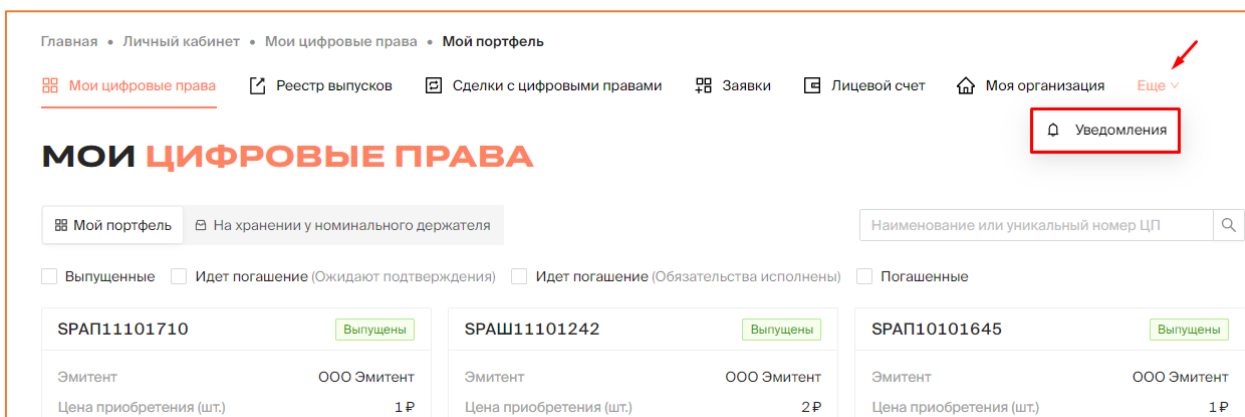 Главная • Личный кабинет • Мои цифровые права • Мой портфель
Мои цифровые права Реестр выпусков Сделки с цифровыми правами Заявки Лицевой счет Моя организация Еще
Уведомления
МОИ ЦИФРОВЫЕ ПРАВА
Мой портфель На хранении у номинального держателя Наименование или уникальный номер ЦП
Выпущенные Идет погашение (Ожидают подтверждения) Идет погашение (Обязательства исполнены) Погашенные
SPAП11101710 Выпущены SPAШ11101242 Выпущены SPAП10101645 Выпущены
Эмитент ООО Эмитент Эмитент ООО Эмитент Эмитент ООО Эмитент
Цена приобретения (шт.) 1 ₽ Цена приобретения (шт.) 2 ₽ Цена приобретения (шт.) 1 ₽